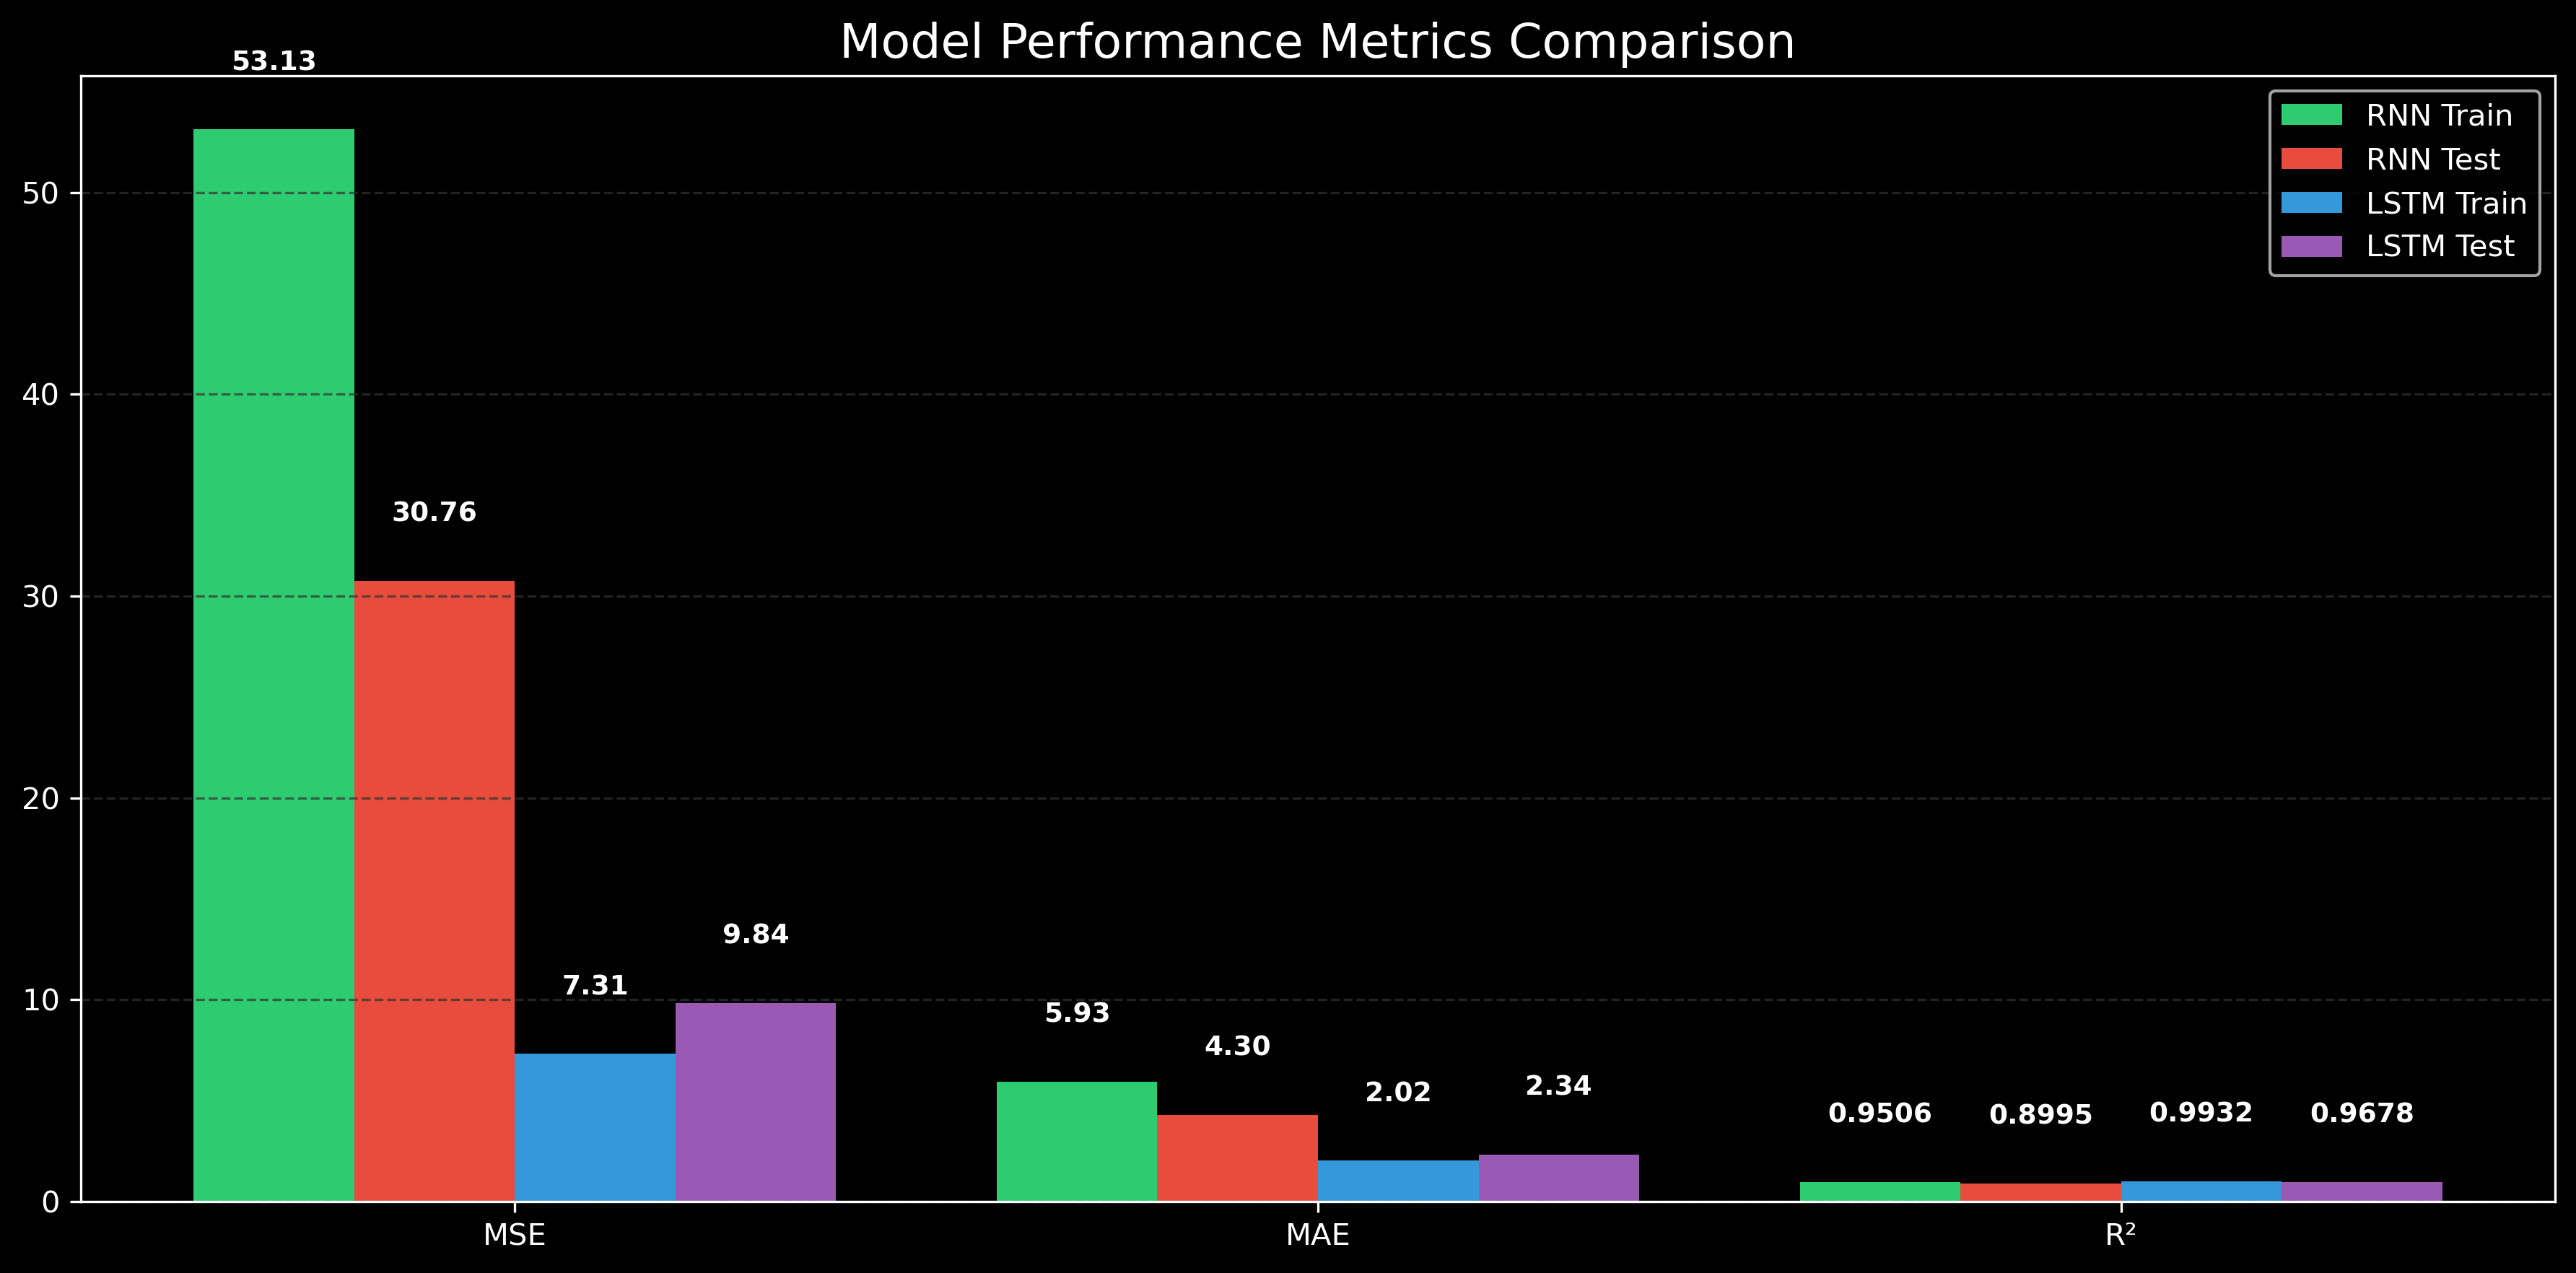 Model Performance Metrics Comparison
53.13
RNN Train
RNN Test
LSTM Train
LSTM Test
50
40
30
20
10
0
30.76
7.31
9.84
5.93
4.30
2.02
2.34
0.9506
0.8995
0.9932
0.9678
MSE
MAE
R²